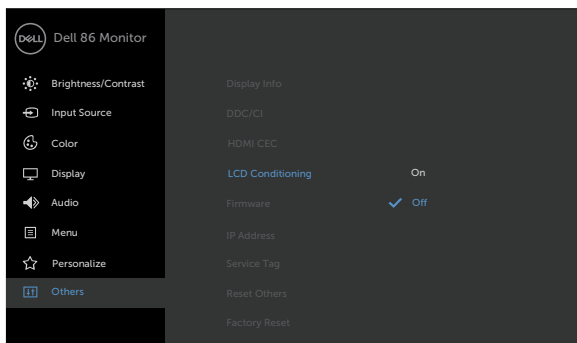 DELL Dell 86 Monitor
Brightness/Contrast Display Info
Input Source DDC/CI
Color HDMI CEC
Display LCD Conditioning On
Audio Firmware Off
Menu IP Address
Personalize Service Tag
Others Reset Others
Factory Reset